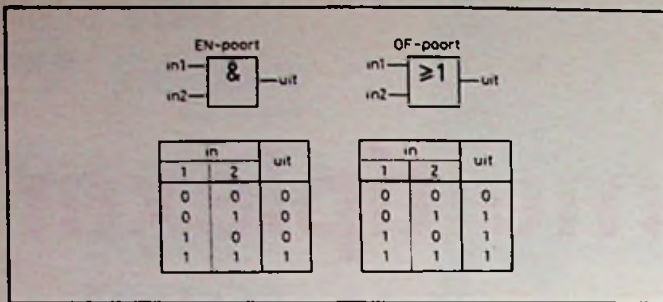 EN-poort
in1
&
uit
in2
OF-poort
in1
≥1
uit
in2
in uit
1 2
0 0 0
0 1 0
1 0 0
1 1 1
in uit
1 2
0 0 0
0 1 1
1 0 1
1 1 1